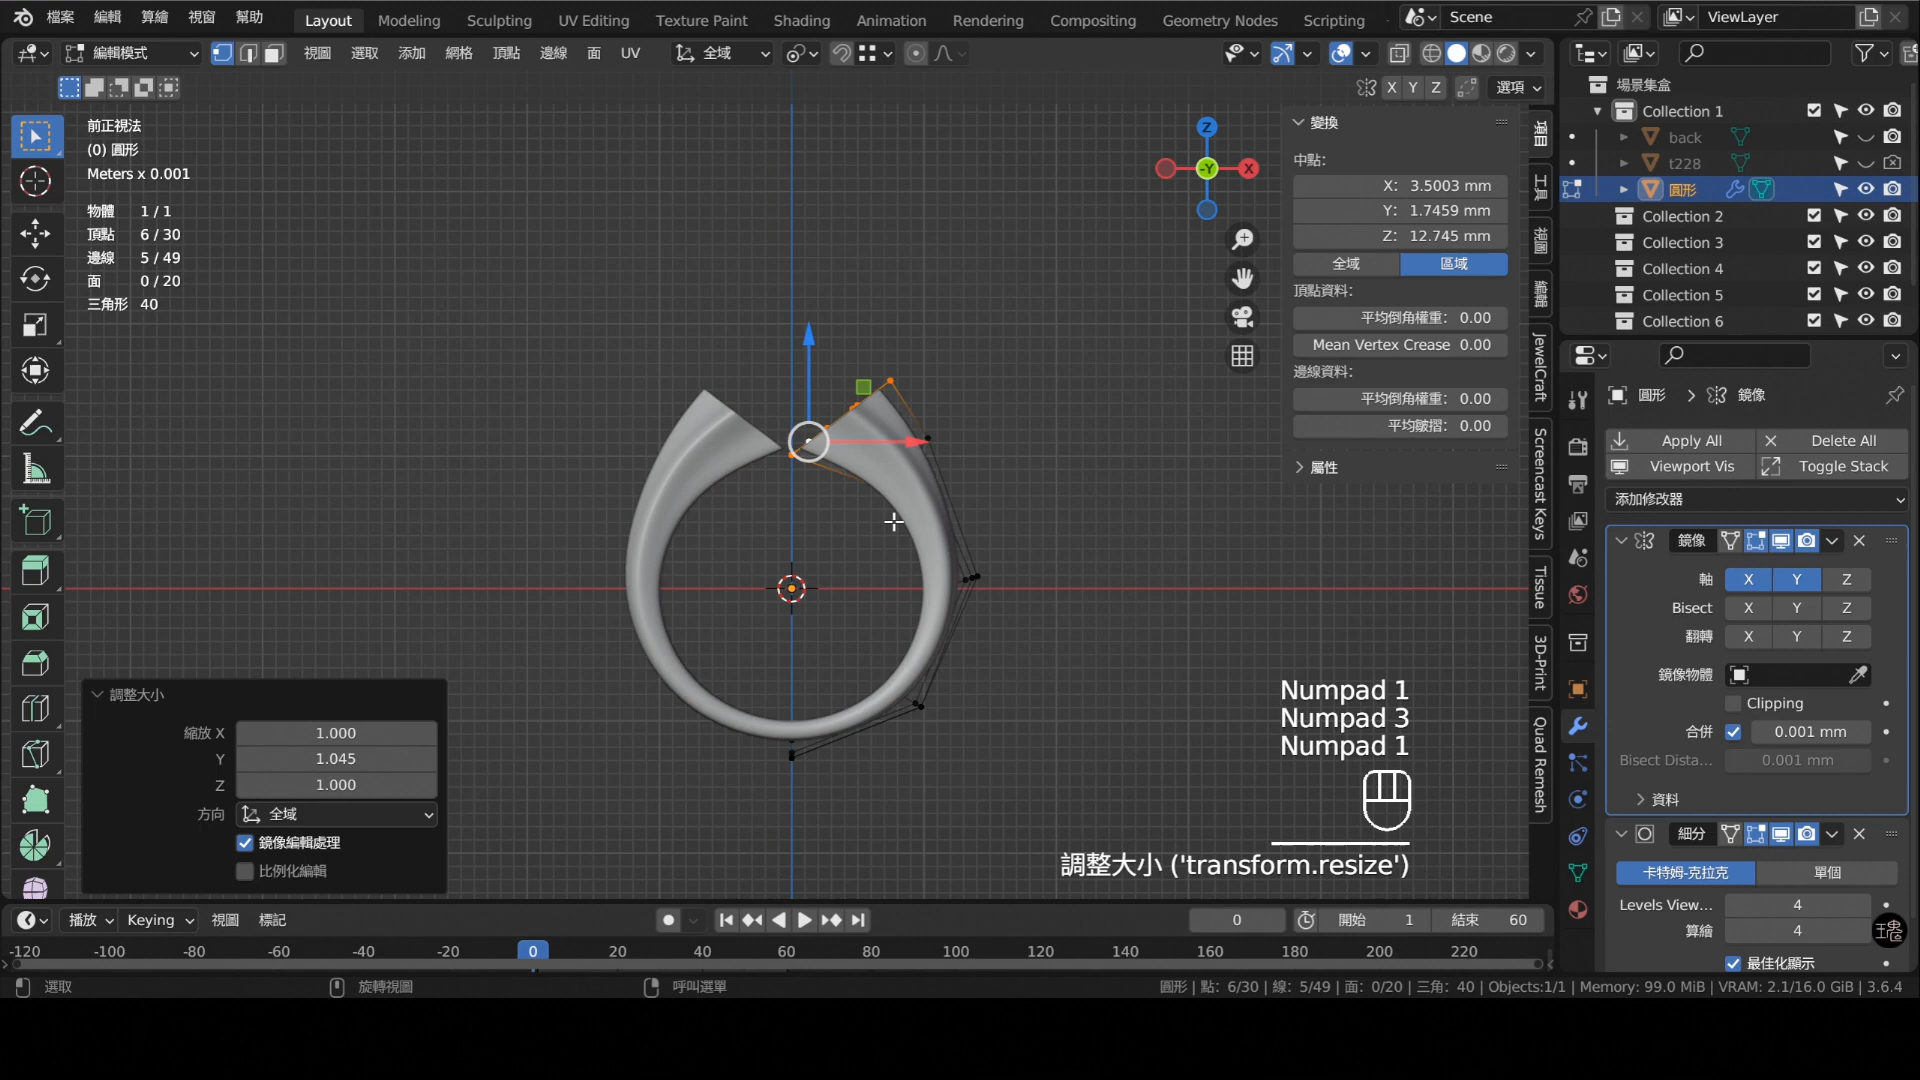 檔案 編輯 算繪 視窗 幫助 Layout Modeling Sculpting UV Editing Texture Paint Shading Animation Rendering Compositing Geometry Nodes Scripting Scene ViewLayer
編輯模式 視圖 選取 添加 網格 頂點 邊線 面 UV 全域
X Y Z 選項
前正視法
(0) 圓形
Meters x 0.001
物體 1 / 1
頂點 6 / 30
邊線 5 / 49
面 0 / 20
三角形 40
Z
-Y
X
變換
中點:
X: 3.5003 mm
Y: 1.7459 mm
Z: 12.745 mm
全域 區域
頂點資料:
平均倒角權重: 0.00
Mean Vertex Crease 0.00
邊線資料:
平均倒角權重: 0.00
平均皺摺: 0.00
屬性
項目
工具
視圖
編輯
JewelCraft
Screencast Keys
Tissue
3D-Print
Quad Remesh
場景集盒
Collection 1
back
t228
圓形
Collection 2
Collection 3
Collection 4
Collection 5
Collection 6
圓形 > 鏡像
Apply All Delete All
Viewport Vis Toggle Stack
添加修改器
鏡像
軸 X Y Z
Bisect X Y Z
翻轉 X Y Z
鏡像物體
Clipping
合併 0.001 mm
Bisect Dista... 0.001 mm
資料
細分
卡特姆-克拉克 單個
Levels View... 4
算繪 4
最佳化顯示
調整大小
縮放 X 1.000
Y 1.045
Z 1.000
方向 全域
鏡像編輯處理
比例化編輯
Numpad 1
Numpad 3
Numpad 1
調整大小 ('transform.resize')
播放 Keying 視圖 標記 0 開始 1 結束 60
-120 -100 -80 -60 -40 -20 0 20 40 60 80 100 120 140 160 180 200 220
選取 旋轉視圖 呼叫選單 圓形 | 點: 6/30 | 線: 5/49 | 面: 0/20 | 三角: 40 | Objects:1/1 | Memory: 99.0 MiB | VRAM: 2.1/16.0 GiB | 3.6.4